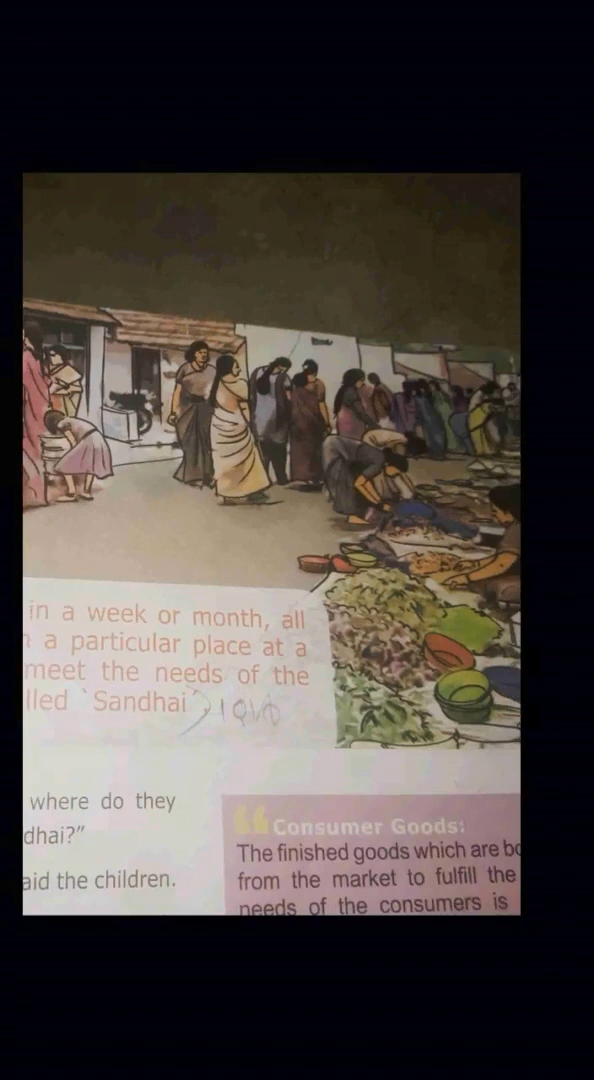 in a week or month, all
a particular place at a
meet the needs of the
lled `Sandhai'
where do they
dhai?”
aid the children.
“Consumer Goods:
The finished goods which are bo
from the market to fulfill the
needs of the consumers is